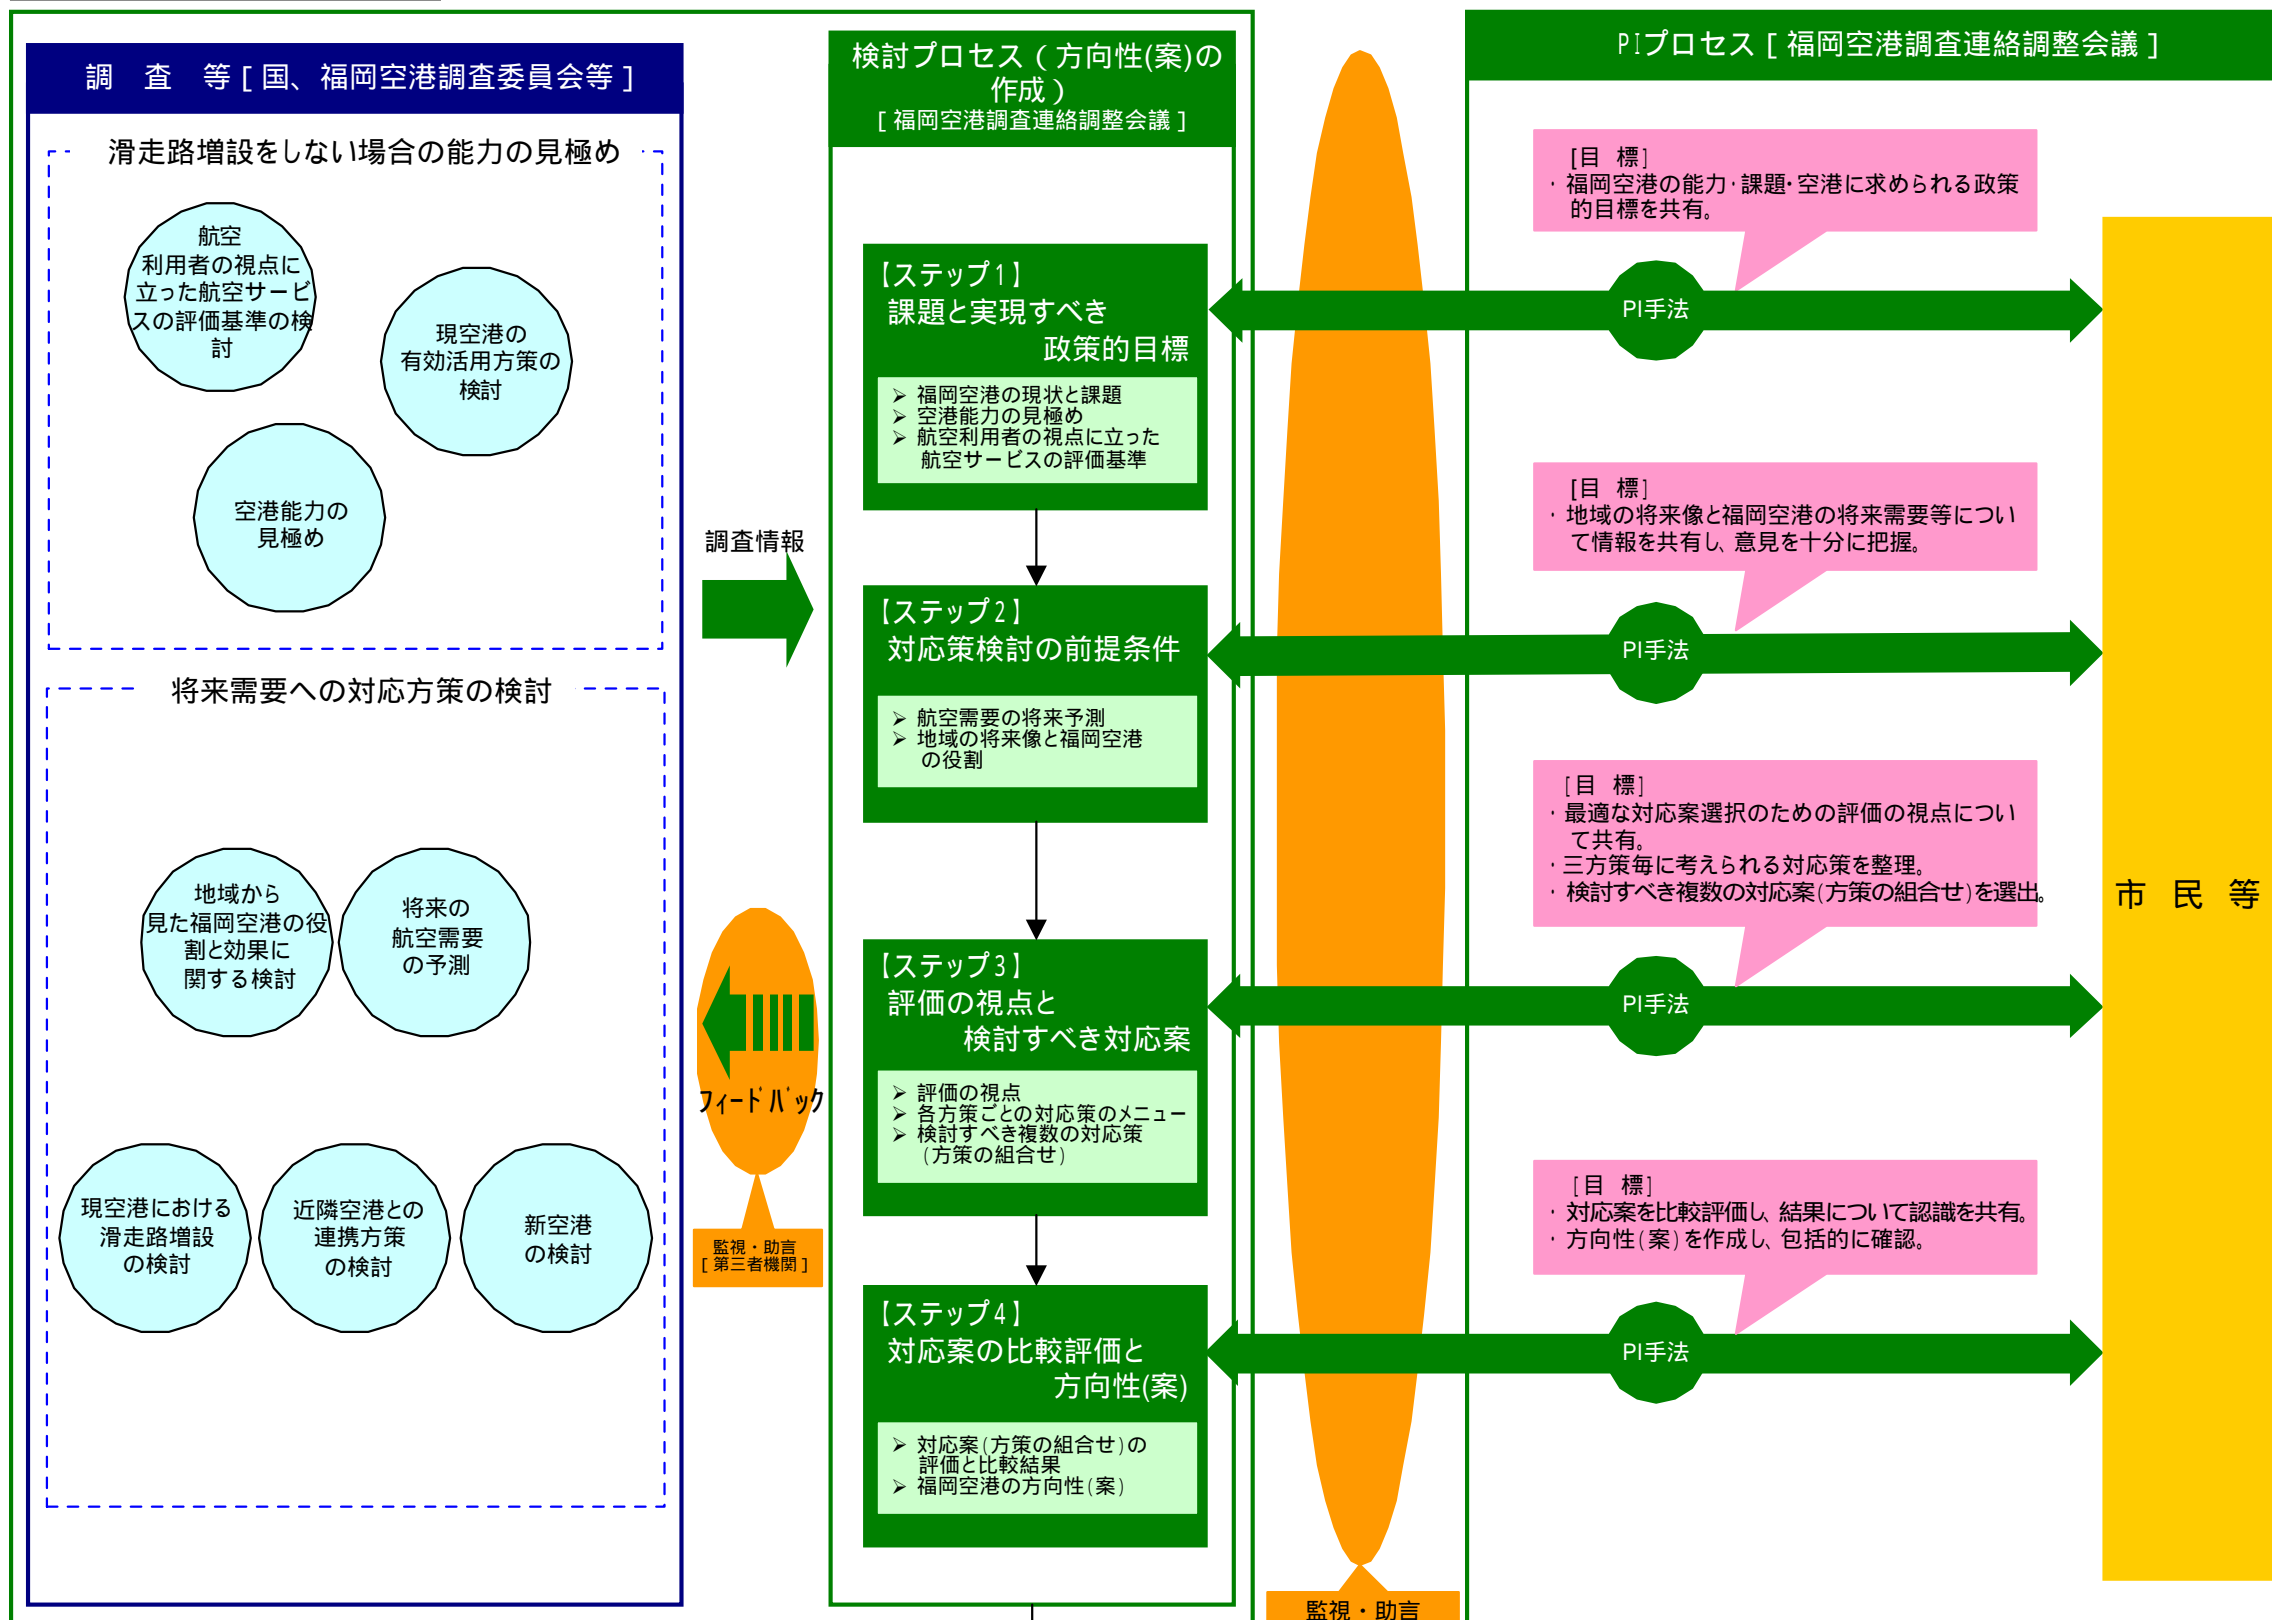 調　査　等[国、福岡空港調査委員会等]
滑走路増設をしない場合の能力の見極め
航空
利用者の視点に
立った航空サービ
スの評価基準の検
討
現空港の
有効活用方策の
検討
空港能力の
見極め
将来需要への対応方策の検討
地域から
見た福岡空港の役
割と効果に
関する検討
将来の
航空需要
の予測
現空港における
滑走路増設
の検討
近隣空港との
連携方策
の検討
新空港
の検討
調査情報
フィードバック
監視・助言
[第三者機関]
検討プロセス(方向性(案)の
作成)
[福岡空港調査連絡調整会議]
【ステップ1】
課題と実現すべき
政策的目標
➢ 福岡空港の現状と課題
➢ 空港能力の見極め
➢ 航空利用者の視点に立った
航空サービスの評価基準
【ステップ2】
対応策検討の前提条件
➢ 航空需要の将来予測
➢ 地域の将来像と福岡空港
の役割
【ステップ3】
評価の視点と
検討すべき対応案
➢ 評価の視点
➢ 各方策ごとの対応策のメニュー
➢ 検討すべき複数の対応策
(方策の組合せ)
【ステップ4】
対応案の比較評価と
方向性(案)
➢ 対応案(方策の組合せ)の
評価と比較結果
➢ 福岡空港の方向性(案)
監視・助言
PIプロセス[福岡空港調査連絡調整会議]
[目 標]
・福岡空港の能力・課題・空港に求められる政策
的目標を共有。
PI手法
[目 標]
・地域の将来像と福岡空港の将来需要等につい
て情報を共有し、意見を十分に把握。
PI手法
[目 標]
・最適な対応案選択のための評価の視点につい
て共有。
・三方策毎に考えられる対応策を整理。
・検討すべき複数の対応案(方策の組合せ)を選出。
PI手法
[目 標]
・対応案を比較評価し、結果について認識を共有。
・方向性(案)を作成し、包括的に確認。
PI手法
市 民 等